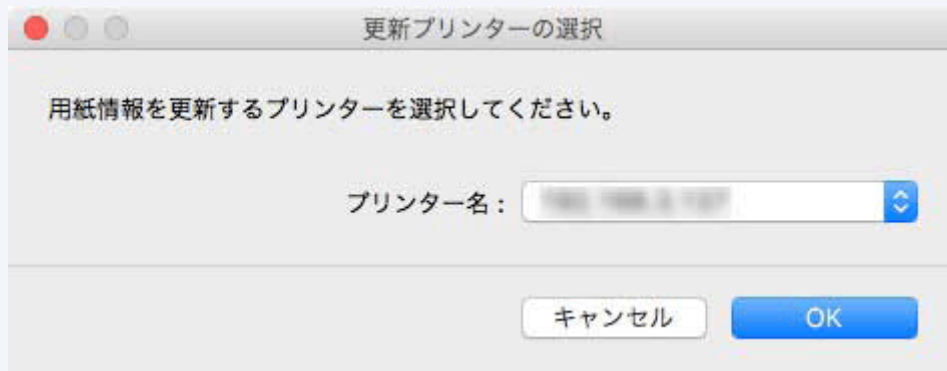 更新プリンターの選択
用紙情報を更新するプリンターを選択してください。
プリンター名：
キャンセル OK